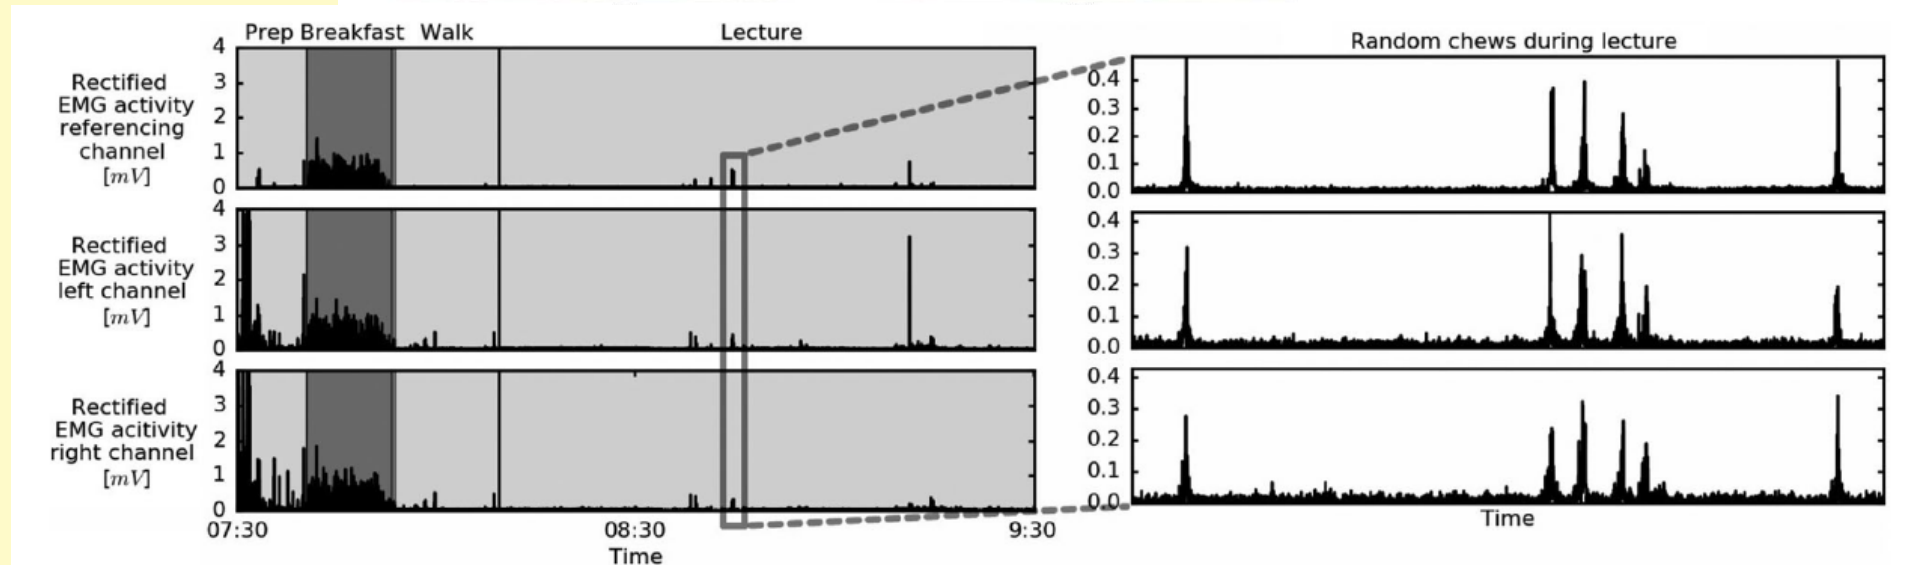 Prep Breakfast Walk Lecture
Rectified
EMG activity
referencing
channel
[mV]
4
3
2
1
0
Rectified
EMG activity
left channel
[mV]
4
3
2
1
0
Rectified
EMG acitivity
right channel
[mV]
4
3
2
1
0
07:30 08:30 9:30
Time
Random chews during lecture
0.4
0.3
0.2
0.1
0.0
0.4
0.3
0.2
0.1
0.0
0.4
0.3
0.2
0.1
0.0
Time